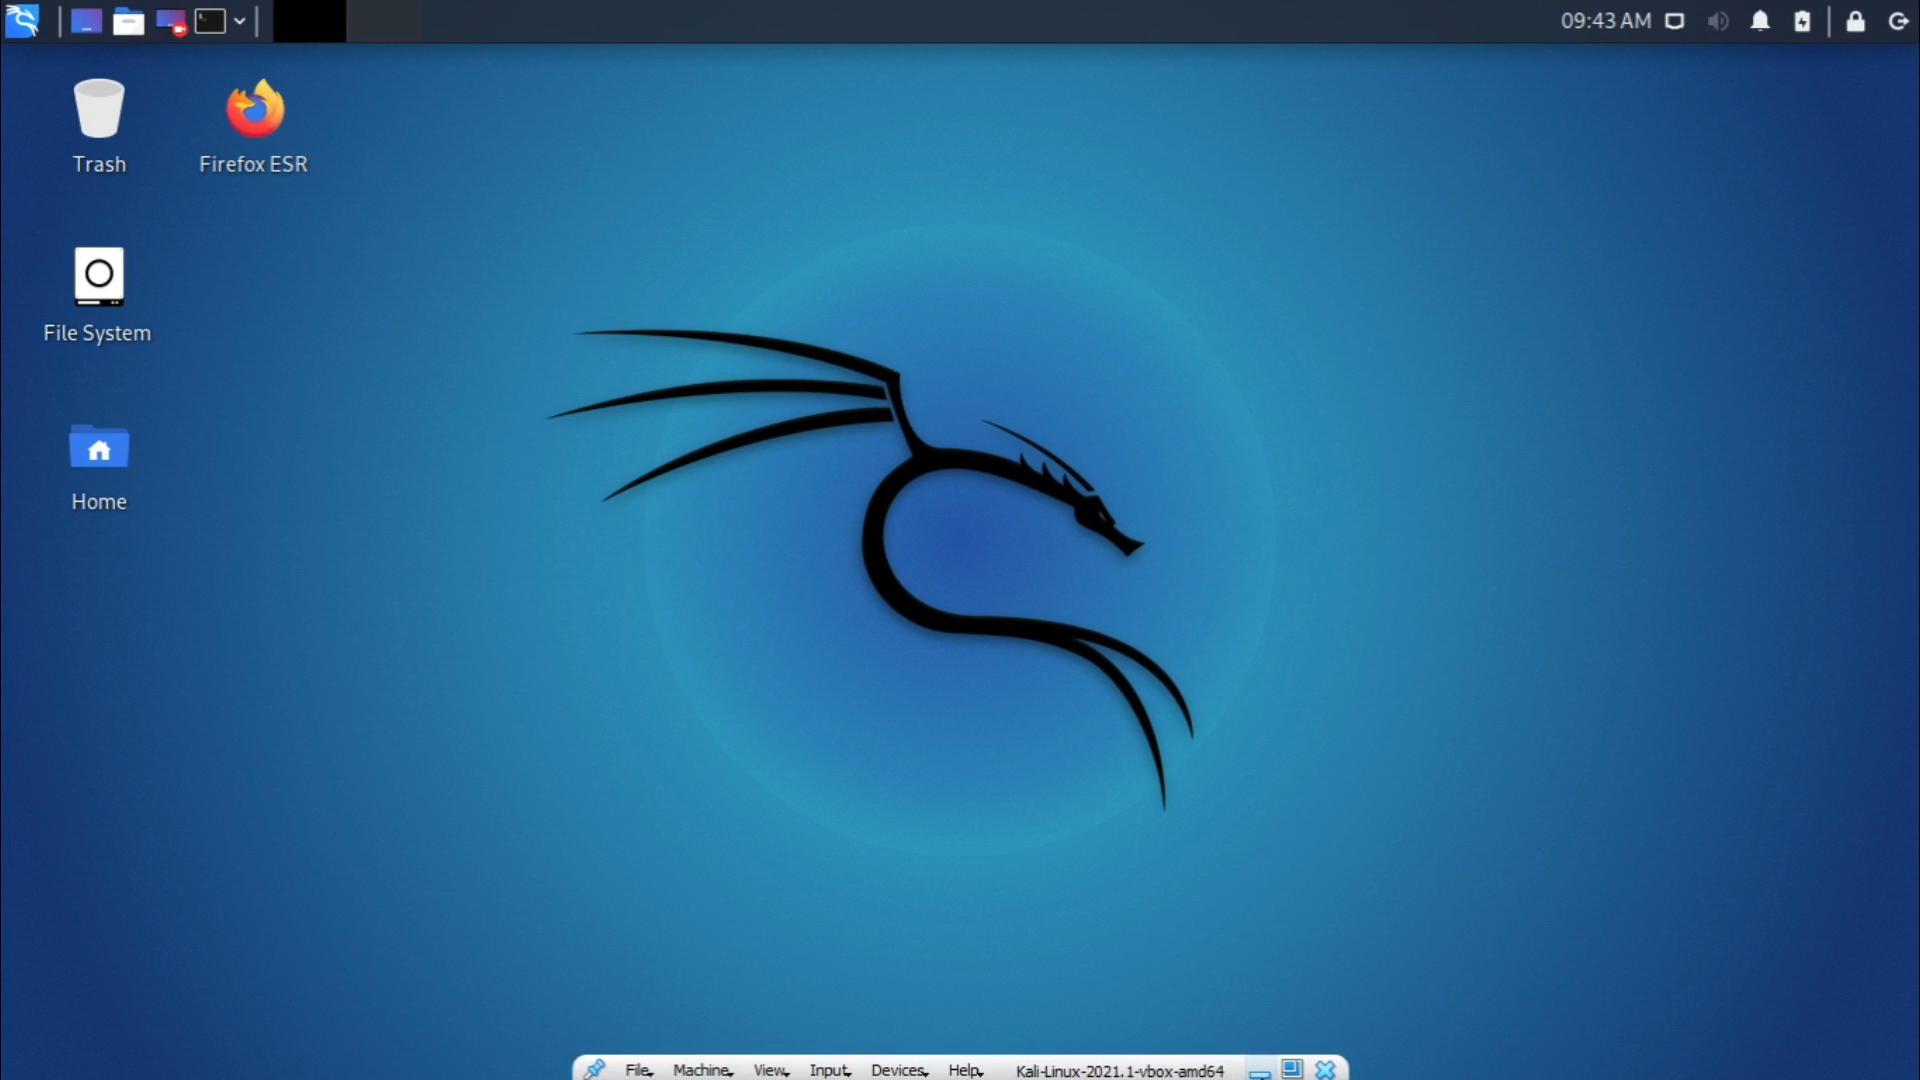 09:43 AM
Trash
Firefox ESR
File System
Home
File Machine View Input Devices Help Kali-Linux-2021.1-vbox-amd64